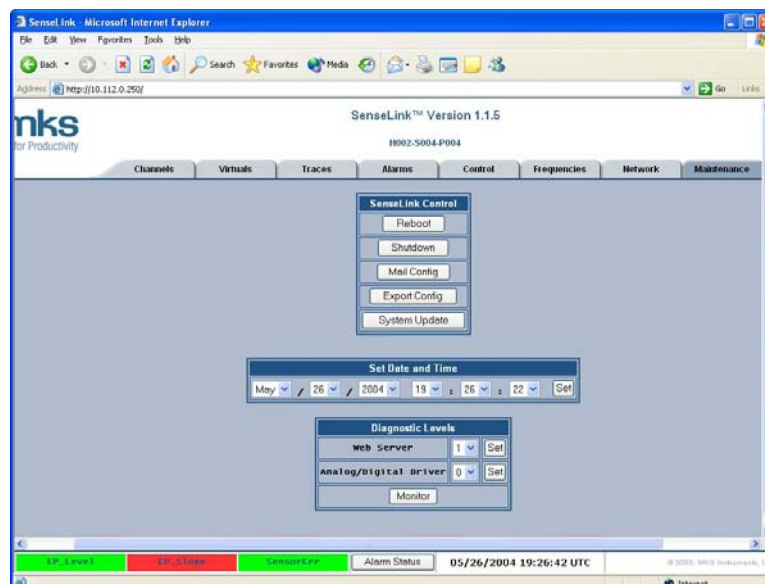 SenseLink - Microsoft Internet Explorer
File Edit View Favorites Tools Help
Back Search Favorites Media
Address http://10.112.0.250/ Go Links
mks
for Productivity
SenseLink™ Version 1.1.5
H002-S004-P004
Channels Virtuals Traces Alarms Control Frequencies Network Maintenance
SenseLink Control
Reboot
Shutdown
Mail Config
Export Config
System Update
Set Date and Time
May / 26 / 2004 19 : 26 : 22 Set
Diagnostic Levels
Web Server 1 Set
Analog/Digital Driver 0 Set
Monitor
EP_Level EP_Slope SensorErr Alarm Status 05/26/2004 19:26:42 UTC © 2003, MKS Instruments,
Internet